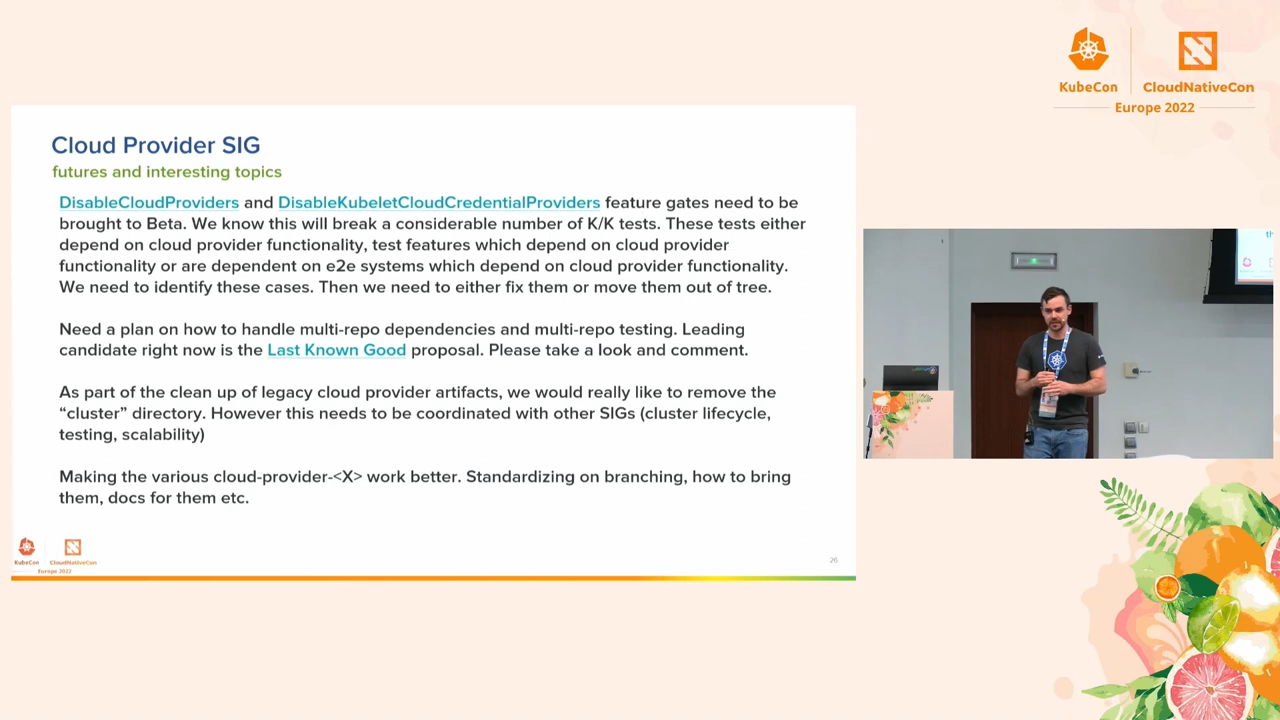 KubeCon
CloudNativeCon
Europe 2022
Cloud Provider SIG
futures and interesting topics
DisableCloudProviders and DisableKubeletCloudCredentialProviders feature gates need to be
brought to Beta. We know this will break a considerable number of K/K tests. These tests either
depend on cloud provider functionality, test features which depend on cloud provider
functionality or are dependent on e2e systems which depend on cloud provider functionality.
We need to identify these cases. Then we need to either fix them or move them out of tree.
Need a plan on how to handle multi-repo dependencies and multi-repo testing. Leading
candidate right now is the Last Known Good proposal. Please take a look and comment.
As part of the clean up of legacy cloud provider artifacts, we would really like to remove the
“cluster” directory. However this needs to be coordinated with other SIGs (cluster lifecycle,
testing, scalability)
Making the various cloud-provider-<X> work better. Standardizing on branching, how to bring
them, docs for them etc.
KubeCon
CloudNativeCon
Europe 2022
26